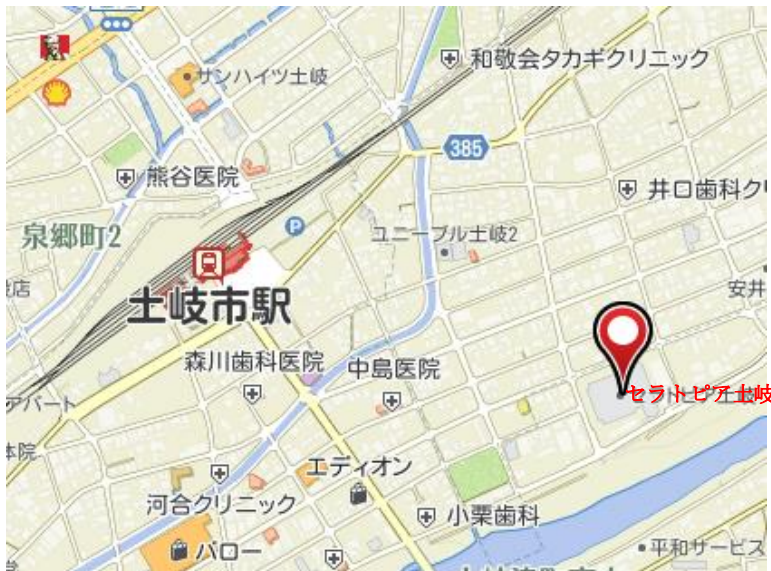 和敬会タカギクリニック
サンハイツ土岐
385
熊谷医院
井口歯科クリ
泉郷町2
P
ユニーブル土岐2
安井
土岐市駅
森川歯科医院
中島医院
セラトピア土岐
アパート
本院
エディオン
河合クリニック
小栗歯科
バロー
平和サービス